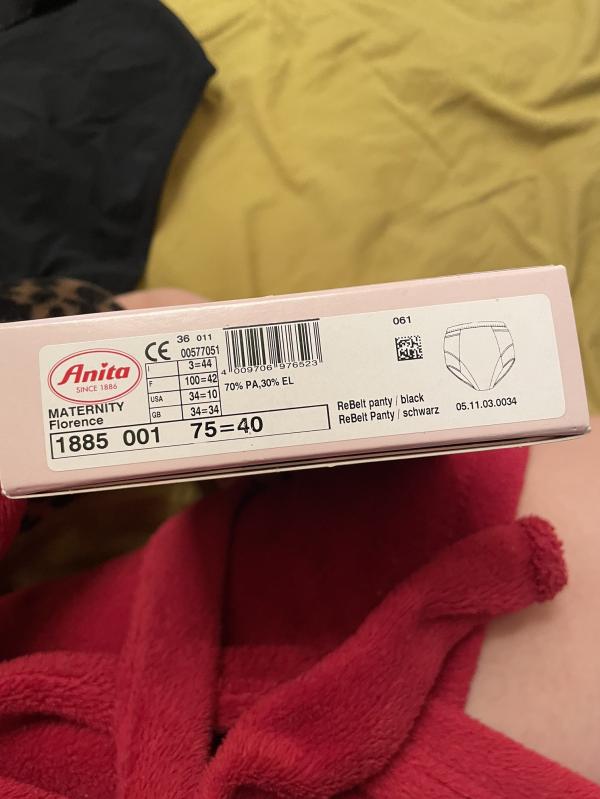 Anita
SINCE 1886
MATERNITY
Florence
CE 36 011
00577051
I 3=44
F 100=42
USA 34=10
GB 34=34
4 009706 976523
70% PA,30% EL
1885 001 75=40
061
ReBelt panty / black
ReBelt Panty / schwarz
05.11.03.0034